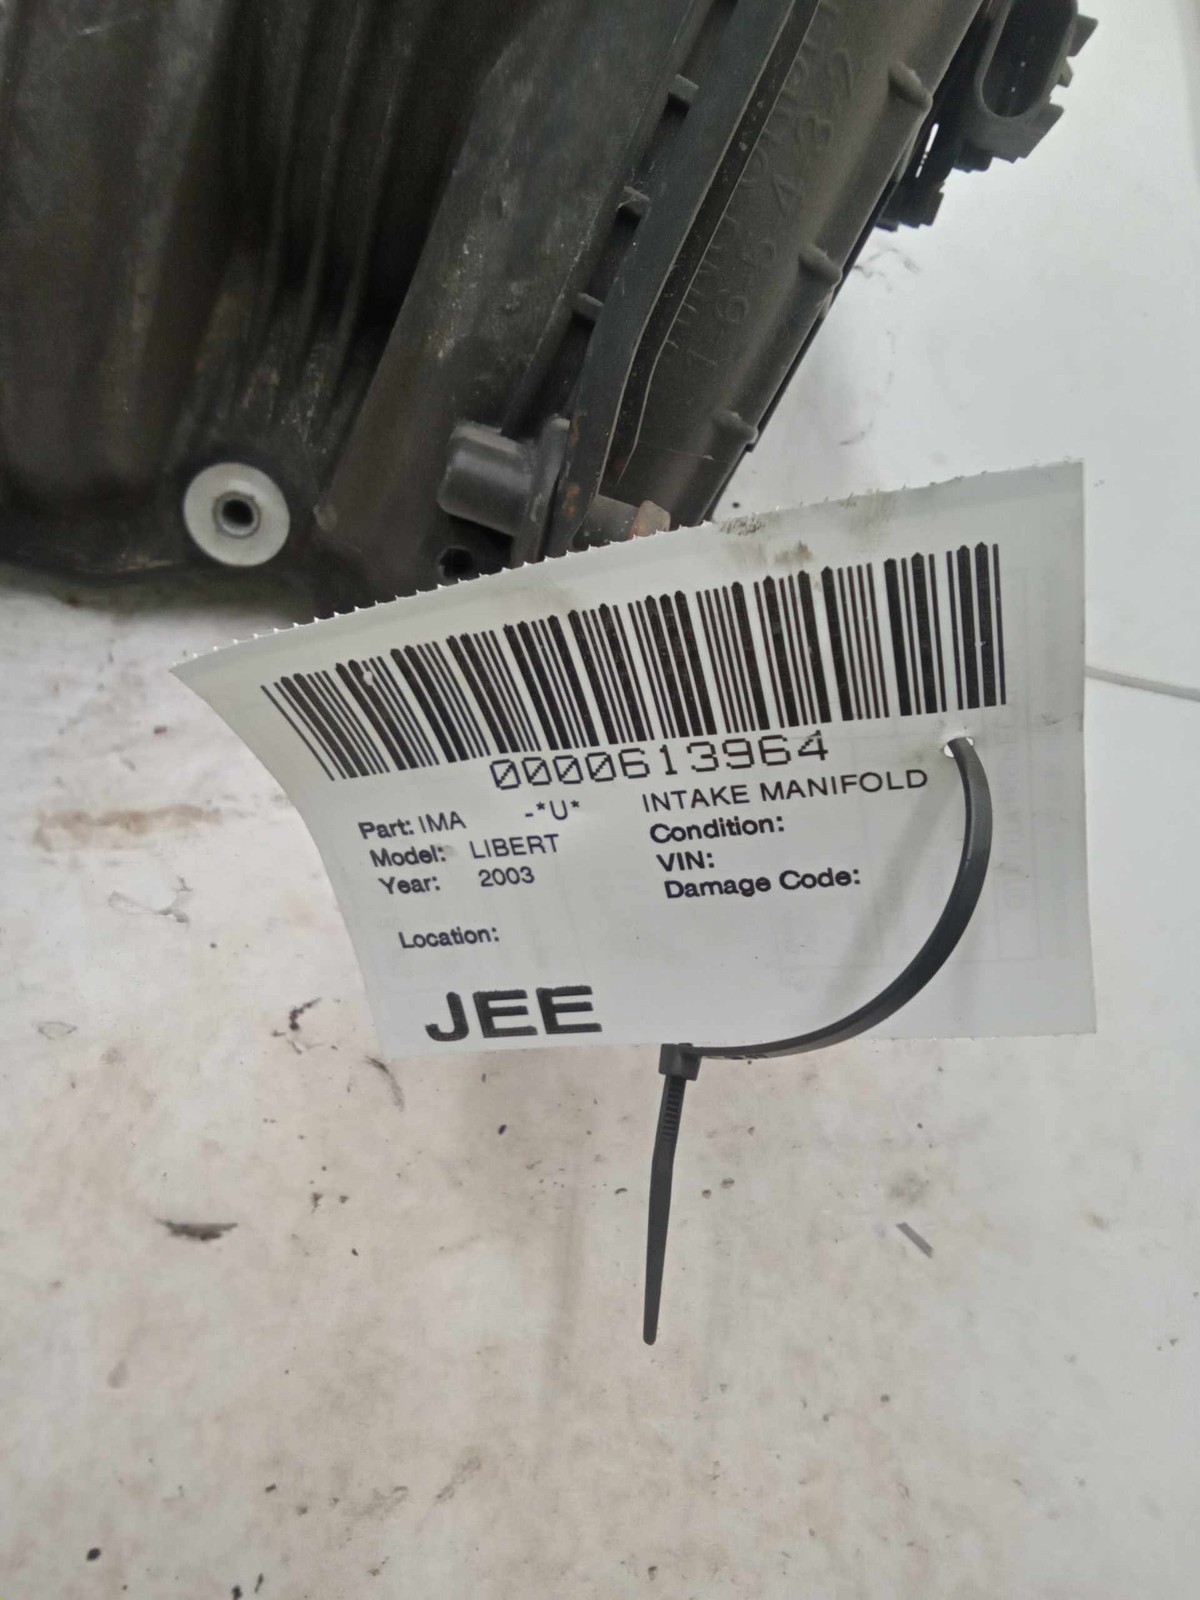 0000613964
Part: IMA -*U* INTAKE MANIFOLD
Model: LIBERT Condition:
Year: 2003 VIN:
Damage Code:
Location:
JEE